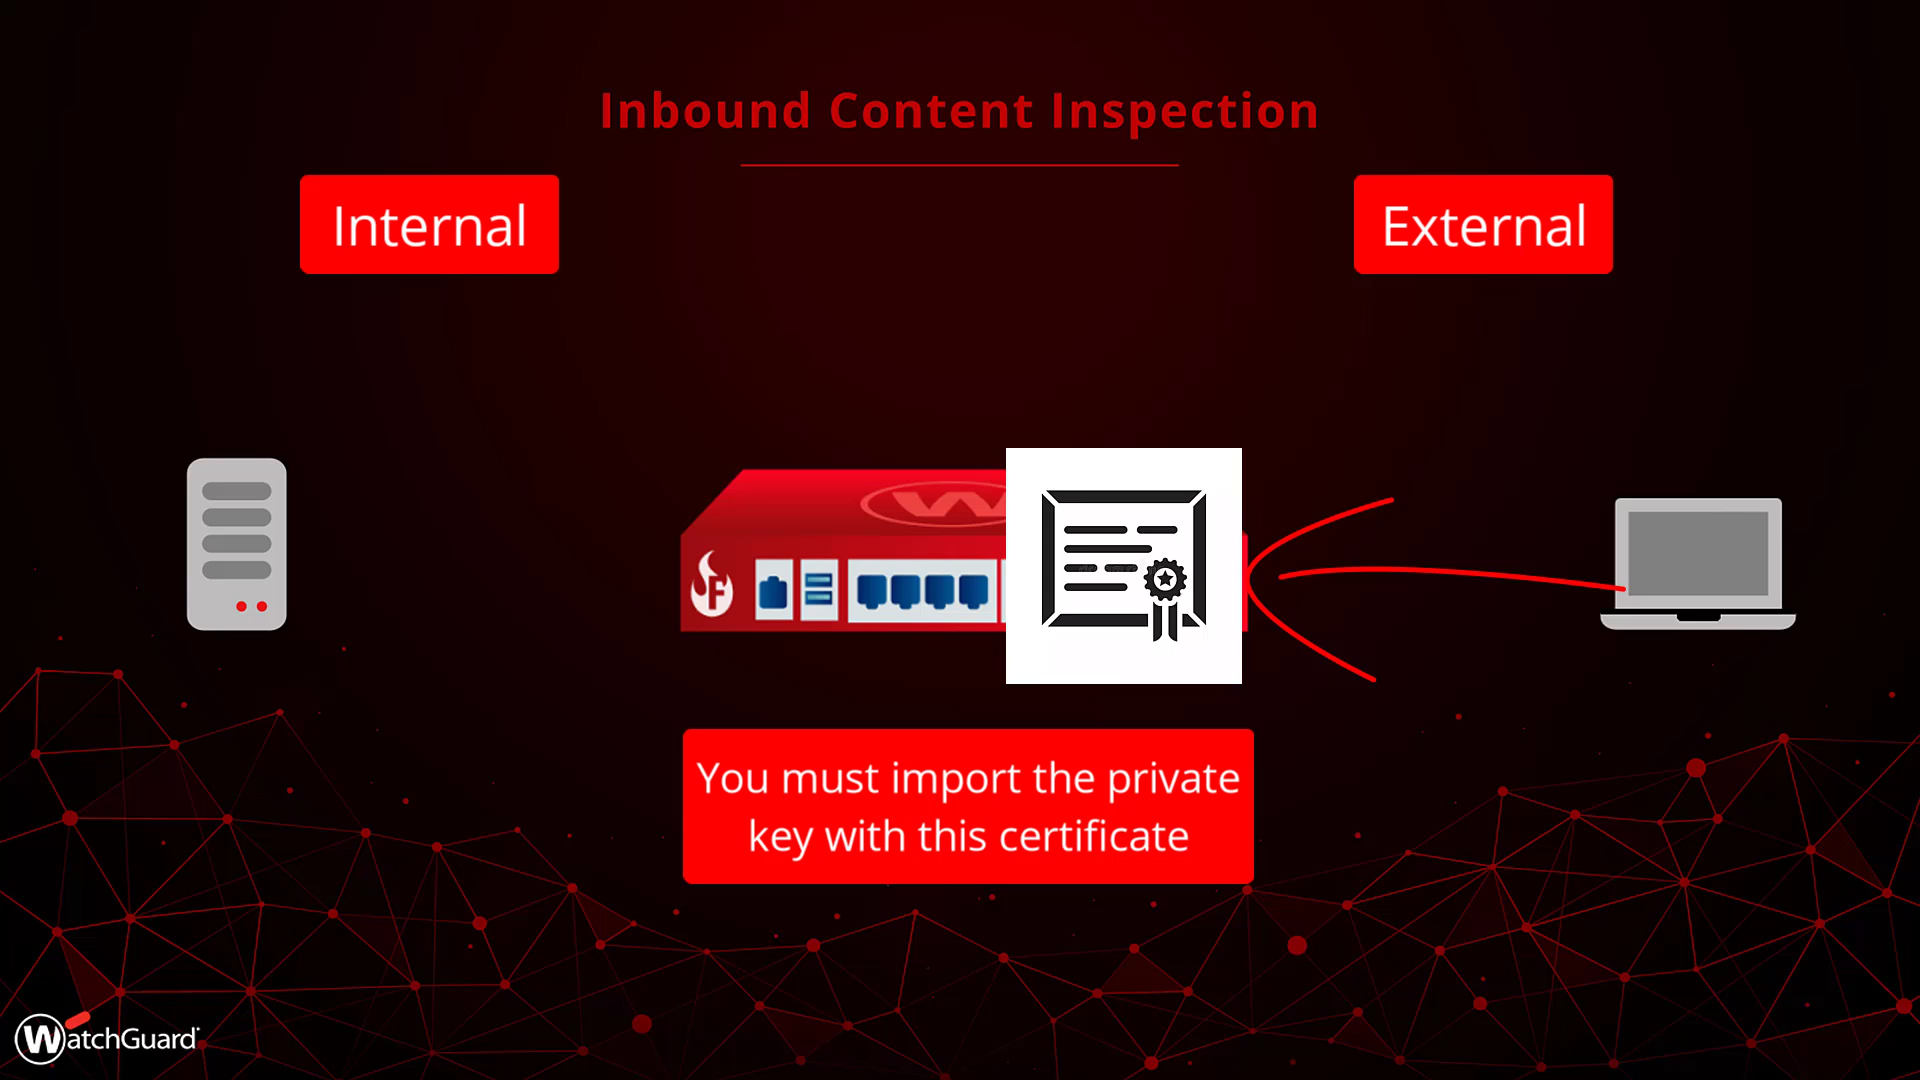 Inbound Content Inspection
Internal
External
W
F
You must import the private
key with this certificate
WatchGuard